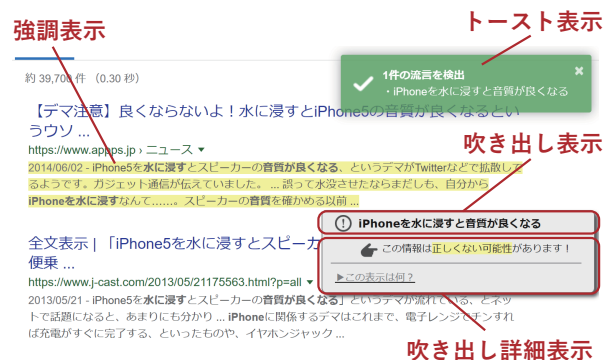 強調表示
トースト表示
約 39,700 件 （0.30 秒）
1件の流言を検出
・iPhoneを水に浸すと音質が良くなる
【デマ注意】良くならないよ！水に浸すとiPhone5の音質が良くなるとい
うウソ ...
https://www.appps.jp › ニュース ▼
吹き出し表示
2014/06/02 - iPhone5を水に浸すとスピーカーの音質が良くなる、というデマがTwitterなどで拡散して
るようです。ガジェット通信が伝えていました。 ... 誤って水没させたならまだしも、自分から
iPhoneを水に浸すなんて……。スピーカーの音質を確かめる以前 ...
iPhoneを水に浸すと音質が良くなる
全文表示 | 「iPhone5を水に浸すとスピーカ
この情報は正しくない可能性があります！
便乗 ...
https://www.j-cast.com/2013/05/21175563.html?p=all ▼
▶この表示は何？
2013/05/21 - iPhone5を水に浸すとスピーカーの音質が良くなる」というデマが流れている、とネッ
トで話題になると、あまりにも分かり ... iPhoneに関係するデマはこれまで、電子レンジでチンすれ
ば充電がすぐに完了する、といったものや、イヤホンジャック ...
吹き出し詳細表示